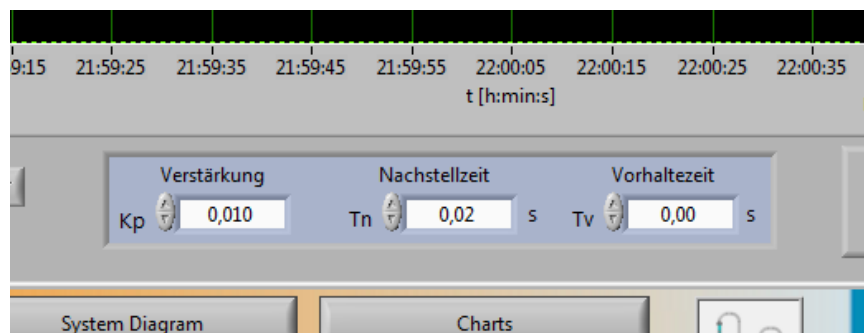 9:15 21:59:25 21:59:35 21:59:45 21:59:55 22:00:05 22:00:15 22:00:25 22:00:35
t [h:min:s]
Verstärkung Nachstellzeit Vorhaltezeit
Kp 0,010 Tn 0,02 s Tv 0,00 s
System Diagram Charts